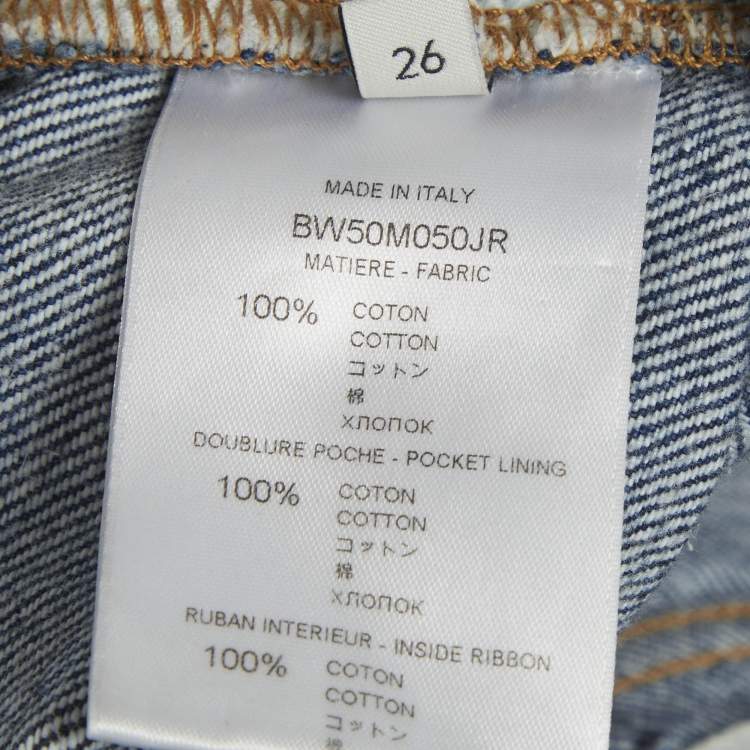 26
MADE IN ITALY
BW50M050JR
MATIERE - FABRIC
100% COTON
COTTON
コットン
棉
ХЛОПОК
DOUBLURE POCHE - POCKET LINING
100% COTON
COTTON
コットン
棉
ХЛОПОК
RUBAN INTERIEUR - INSIDE RIBBON
100% COTON
COTTON
コットン
棉